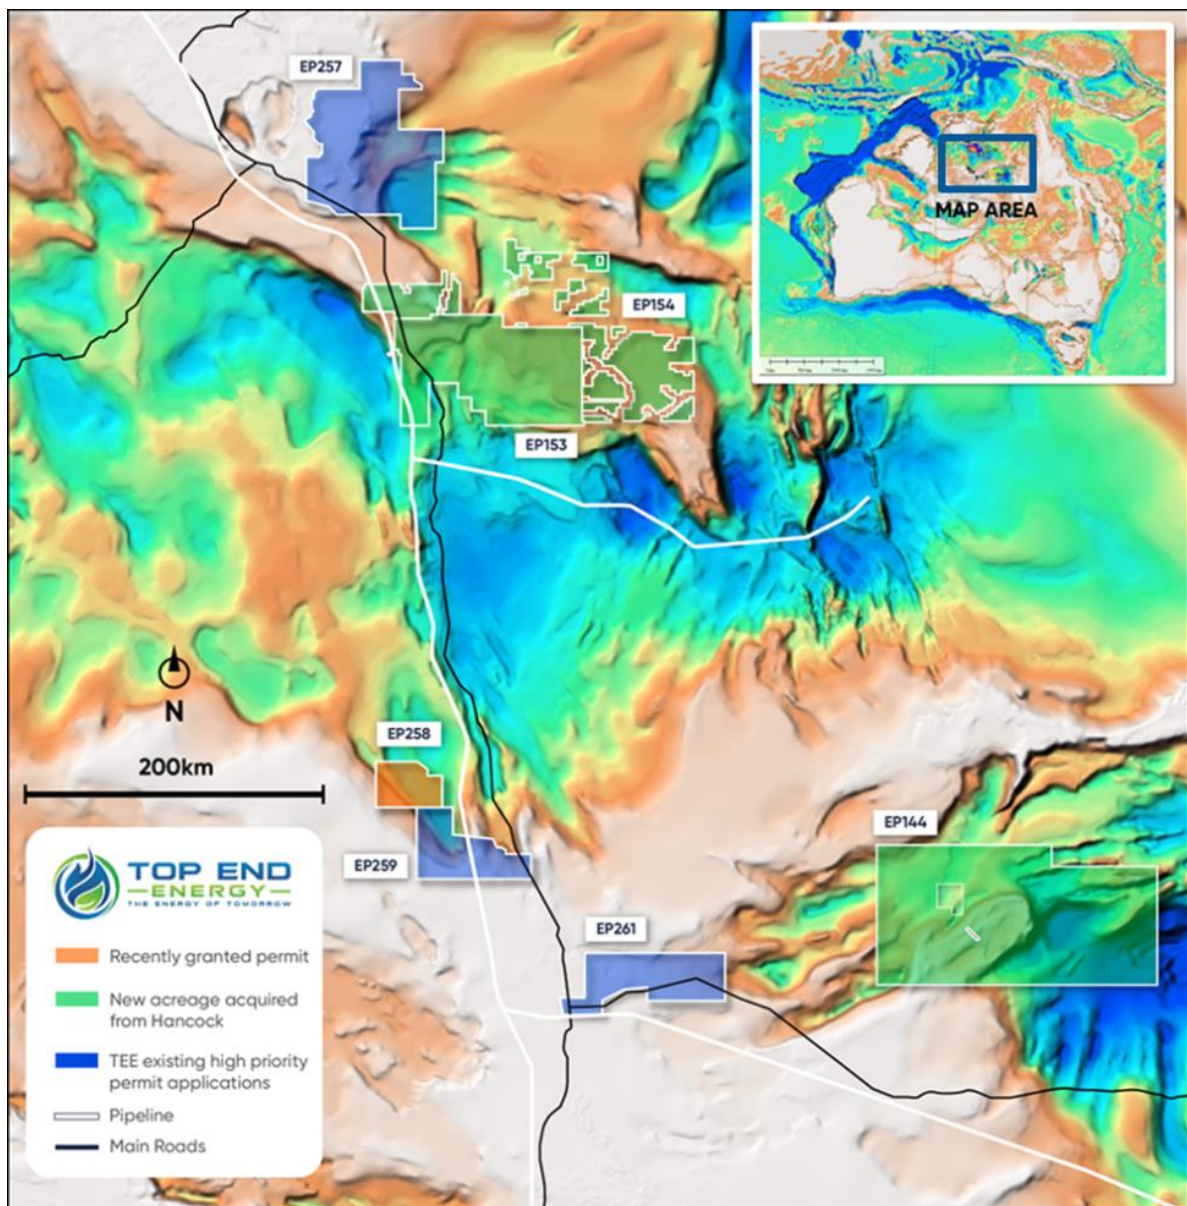 EP257
MAP AREA
EP154
EP153
N
200km
EP258
EP259
EP144
EP261
TOP END
ENERGY
THE ENERGY OF TOMORROW
Recently granted permit
New acreage acquired
from Hancock
TEE existing high priority
permit applications
Pipeline
Main Roads